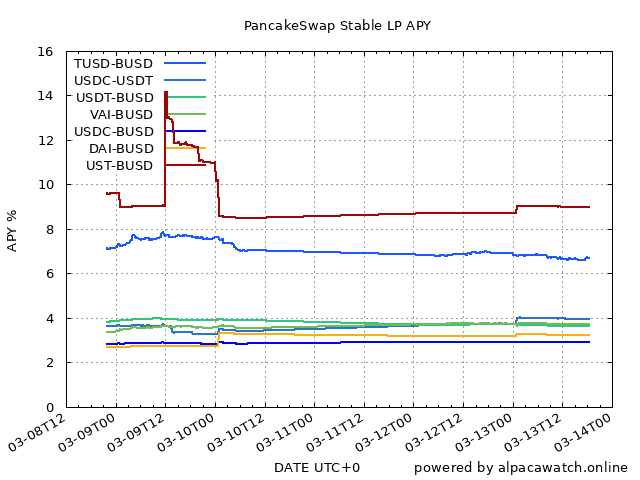 PancakeSwap Stable LP APY
16
14
12
10
8
6
4
2
0
APY %
TUSD-BUSD
USDC-USDT
USDT-BUSD
VAI-BUSD
USDC-BUSD
DAI-BUSD
UST-BUSD
03-08T12
03-09T00
03-09T12
03-10T00
03-10T12
03-11T00
03-11T12
03-12T00
03-12T12
03-13T00
03-13T12
03-14T00
DATE UTC+0
powered by alpacawatch.online